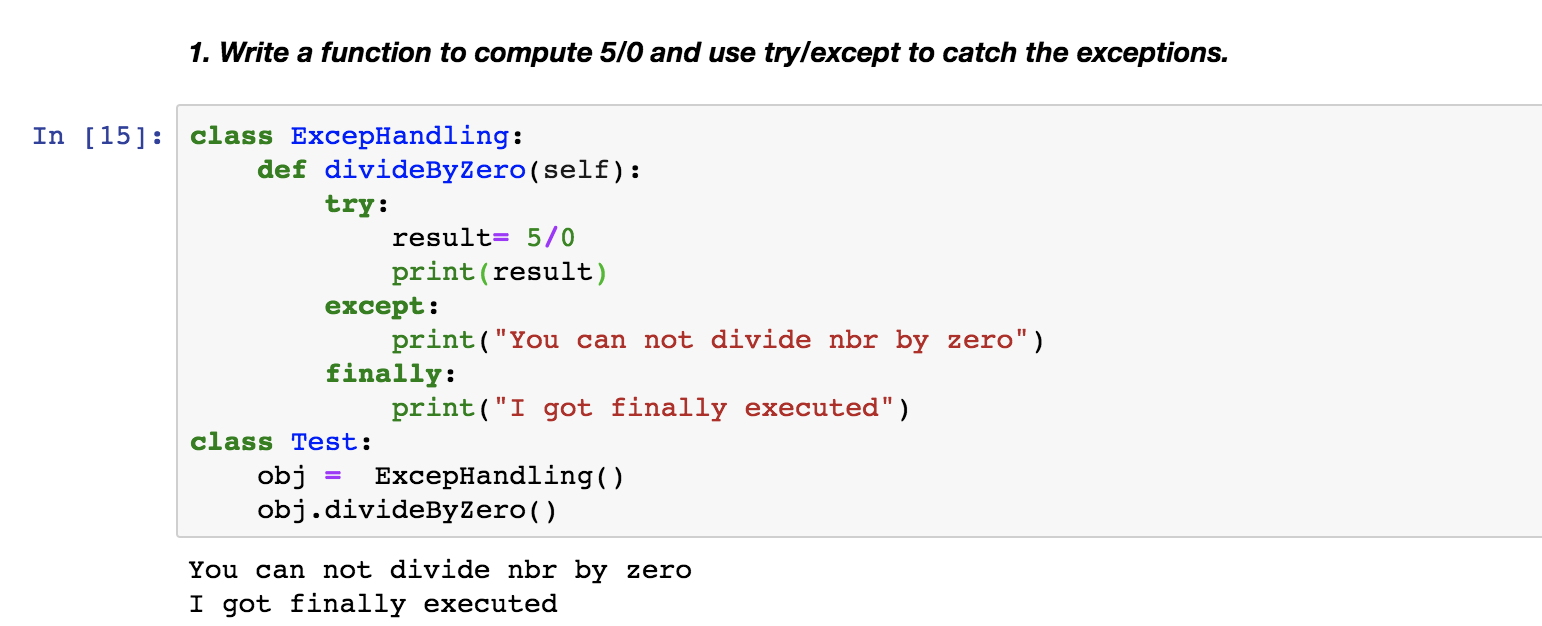 1. Write a function to compute 5/0 and use try/except to catch the exceptions.
In [15]: class ExcepHandling:
    def divideByZero(self):
        try:
            result= 5/0
            print(result)
        except:
            print("You can not divide nbr by zero")
        finally:
            print("I got finally executed")
class Test:
    obj =  ExcepHandling()
    obj.divideByZero()
You can not divide nbr by zero
I got finally executed